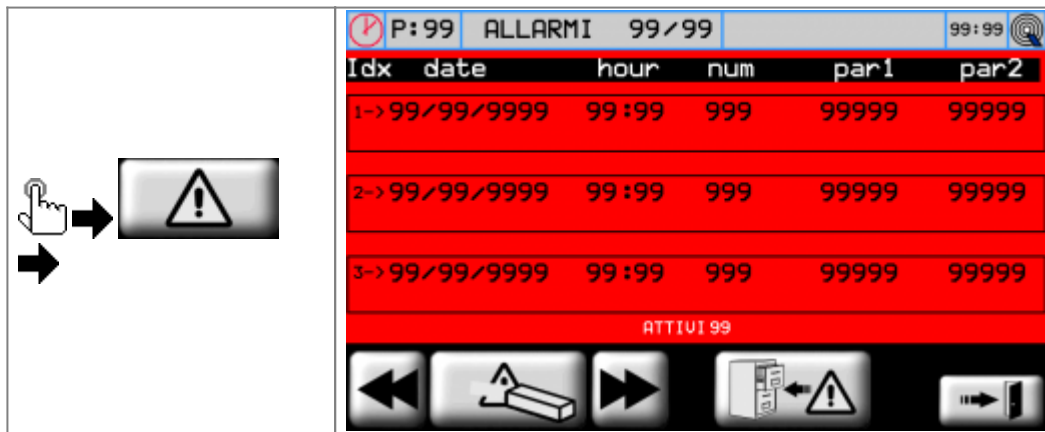 P:99 ALLARMI 99/99 99:99
Idx date hour num par1 par2
1->99/99/9999 99:99 999 99999 99999
2->99/99/9999 99:99 999 99999 99999
3->99/99/9999 99:99 999 99999 99999
ATTIVI 99